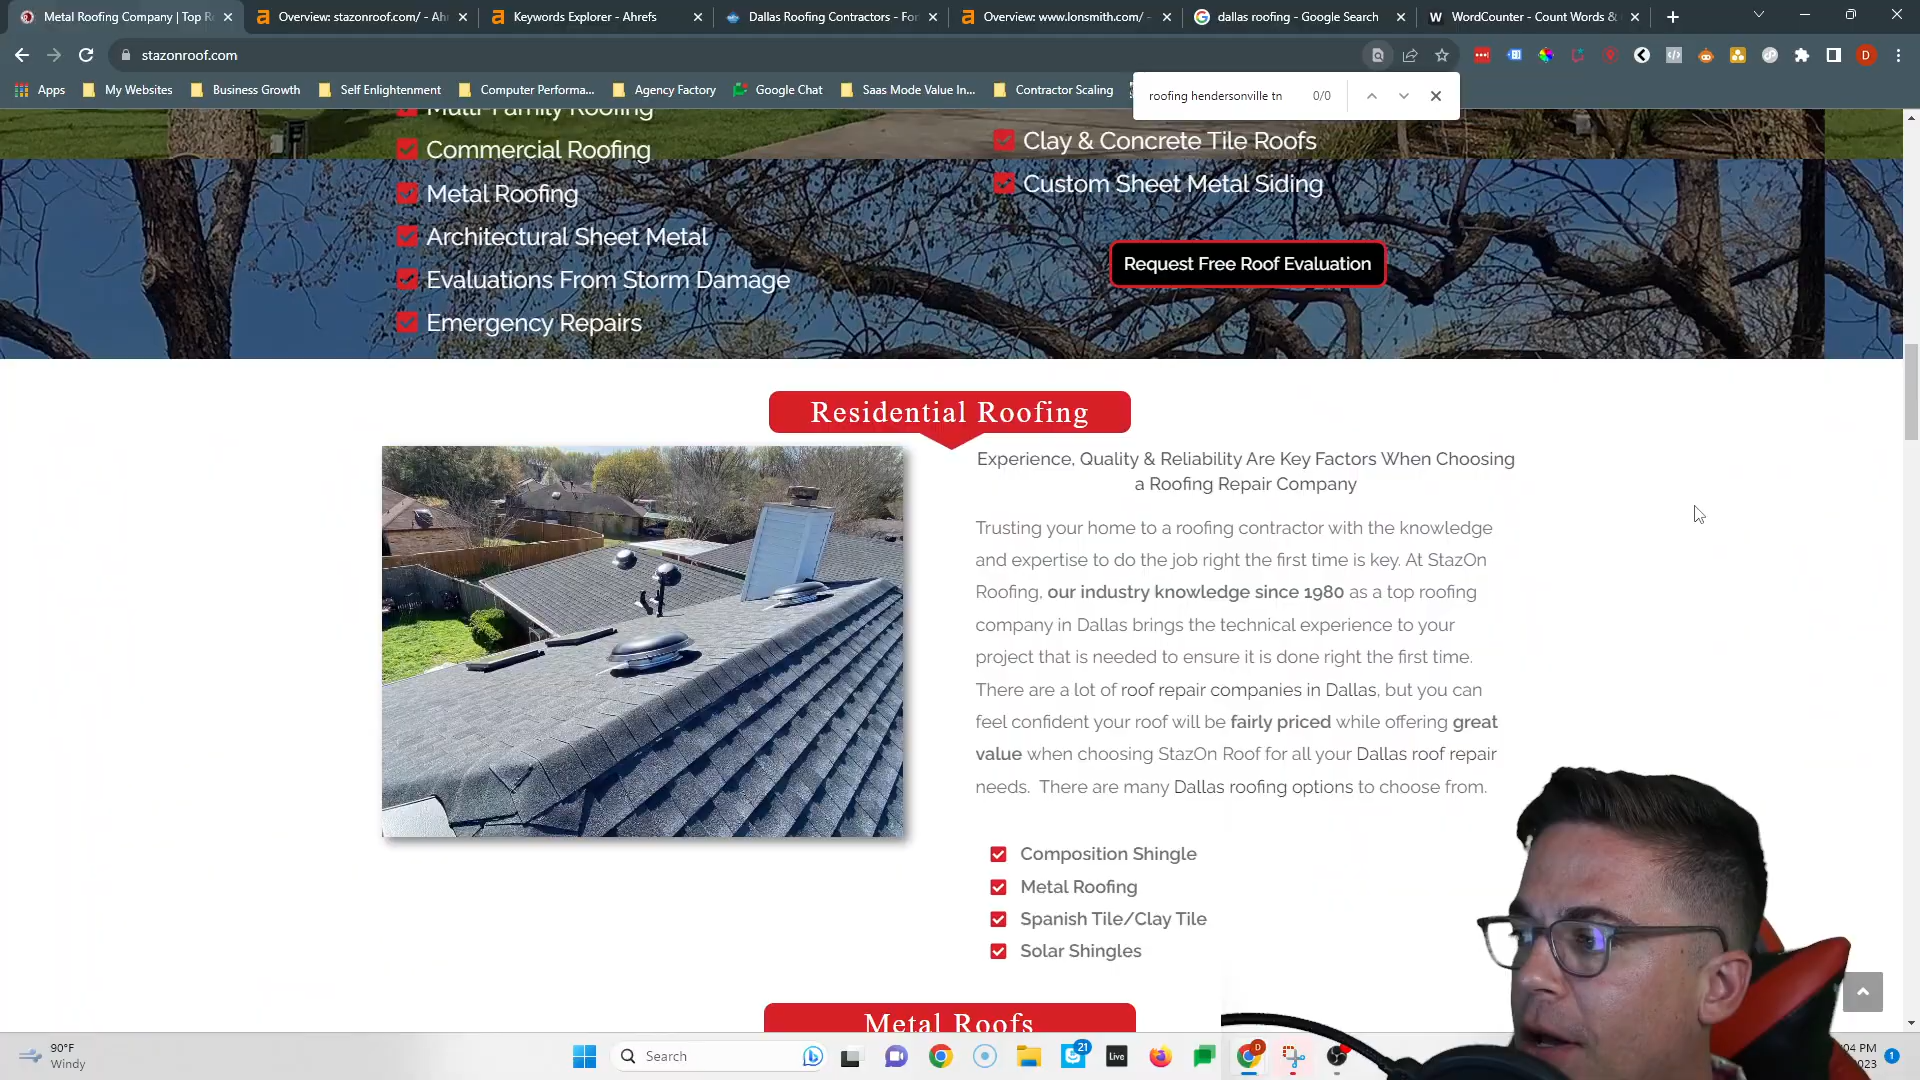 Metal Roofing Company | Top R
Overview: stazonroof.com/ - Ah
Keywords Explorer - Ahrefs
Dallas Roofing Contractors - For
Overview: www.lonsmith.com/ -
dallas roofing - Google Search
WordCounter - Count Words &
stazonroof.com
Apps
My Websites
Business Growth
Self Enlightenment
Computer Performa...
Agency Factory
Google Chat
Saas Mode Value In...
Contractor Scaling
roofing hendersonville tn 0/0
Multi-Family Roofing
Commercial Roofing
Metal Roofing
Architectural Sheet Metal
Evaluations From Storm Damage
Emergency Repairs
Clay & Concrete Tile Roofs
Custom Sheet Metal Siding
Request Free Roof Evaluation
Residential Roofing
Experience, Quality & Reliability Are Key Factors When Choosing
a Roofing Repair Company
Trusting your home to a roofing contractor with the knowledge
and expertise to do the job right the first time is key. At StazOn
Roofing, our industry knowledge since 1980 as a top roofing
company in Dallas brings the technical experience to your
project that is needed to ensure it is done right the first time.
There are a lot of roof repair companies in Dallas, but you can
feel confident your roof will be fairly priced while offering great
value when choosing StazOn Roof for all your Dallas roof repair
needs. There are many Dallas roofing options to choose from.
Composition Shingle
Metal Roofing
Spanish Tile/Clay Tile
Solar Shingles
Metal Roofs
90°F
Windy
Search
21
Live
D
:04 PM
2023
1